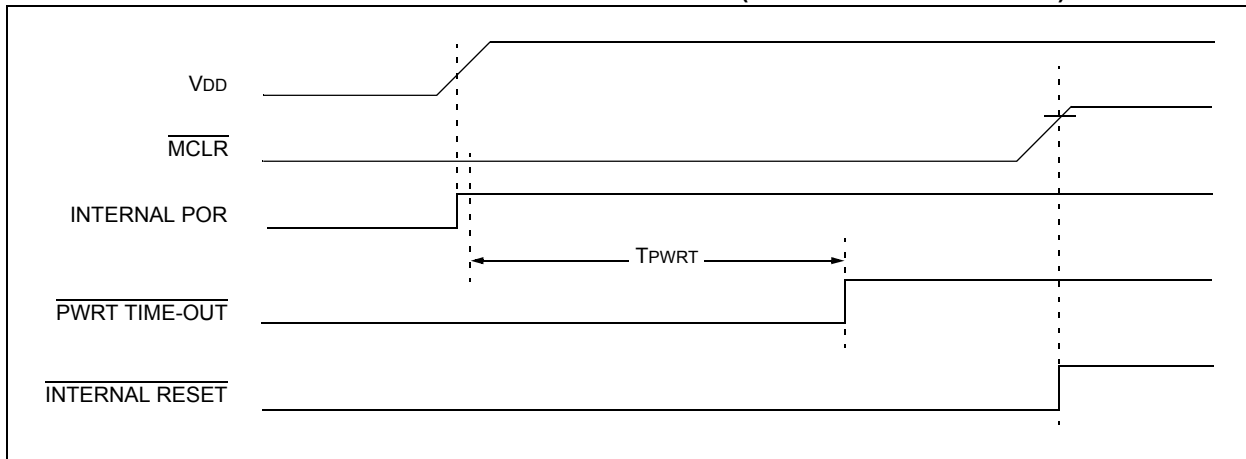 VDD
MCLR
INTERNAL POR
TPWRT
PWRT TIME-OUT
INTERNAL RESET